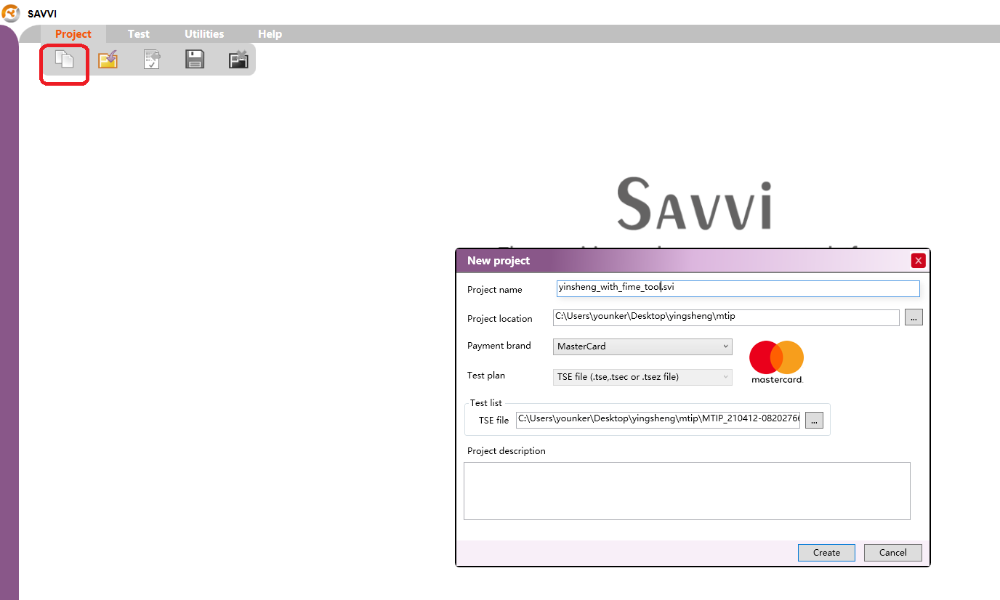 SAVVI
Project Test Utilities Help
SAVVI
New project
X
Project name yinsheng_with_fime_tool.svi
Project location C:\Users\younker\Desktop\yingsheng\mtip ...
Payment brand MasterCard
mastercard.
Test plan TSE file (.tse,.tsec or .tsez file)
Test list
TSE file C:\Users\younker\Desktop\yingsheng\mtip\MTIP_210412-08202766 ...
Project description
Create Cancel